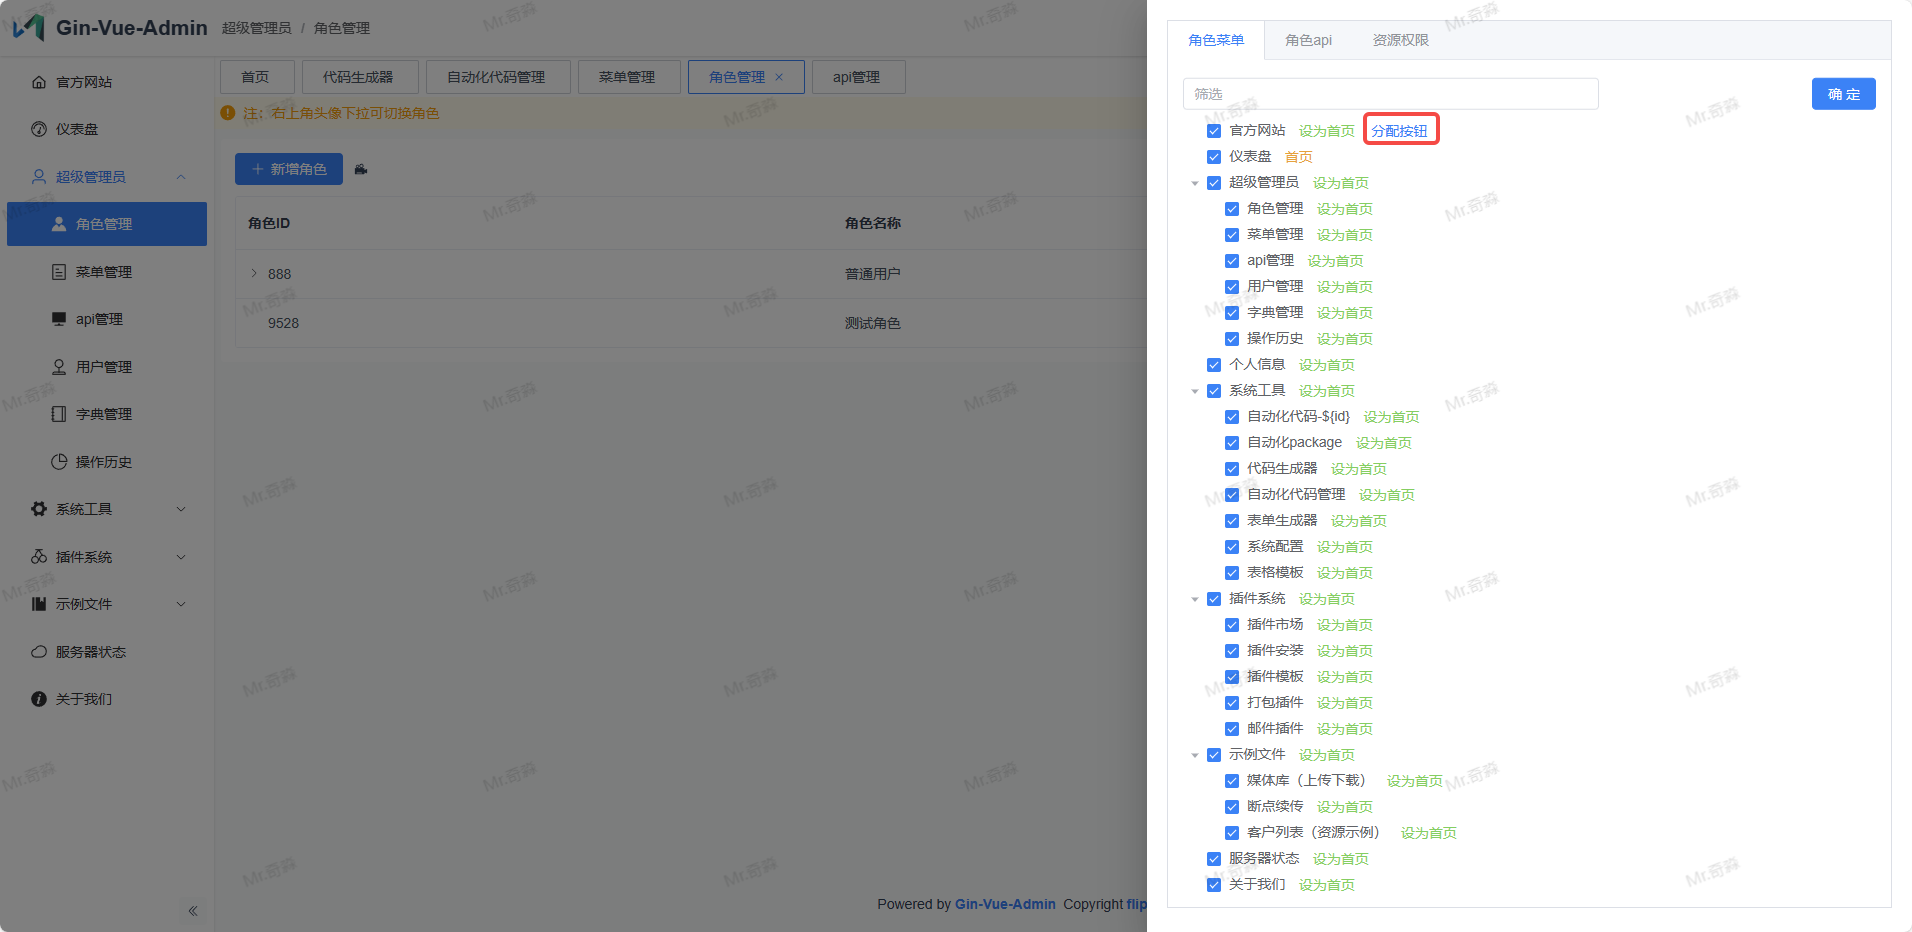 Gin-Vue-Admin
超级管理员 / 角色管理
官方网站
仪表盘
超级管理员
角色管理
菜单管理
api管理
用户管理
字典管理
操作历史
系统工具
插件系统
示例文件
服务器状态
关于我们
首页
代码生成器
自动化代码管理
菜单管理
角色管理
api管理
注：右上角头像下拉可切换角色
新增角色
角色ID 角色名称
888 普通用户
9528 测试角色
Powered by Gin-Vue-Admin Copyright flip
角色菜单
角色api
资源权限
筛选
确 定
官方网站 设为首页 分配按钮
仪表盘 首页
超级管理员 设为首页
角色管理 设为首页
菜单管理 设为首页
api管理 设为首页
用户管理 设为首页
字典管理 设为首页
操作历史 设为首页
个人信息 设为首页
系统工具 设为首页
自动化代码-${id} 设为首页
自动化package 设为首页
代码生成器 设为首页
自动化代码管理 设为首页
表单生成器 设为首页
系统配置 设为首页
表格模板 设为首页
插件系统 设为首页
插件市场 设为首页
插件安装 设为首页
插件模板 设为首页
打包插件 设为首页
邮件插件 设为首页
示例文件 设为首页
媒体库（上传下载） 设为首页
断点续传 设为首页
客户列表（资源示例） 设为首页
服务器状态 设为首页
关于我们 设为首页
Mr.奇淼